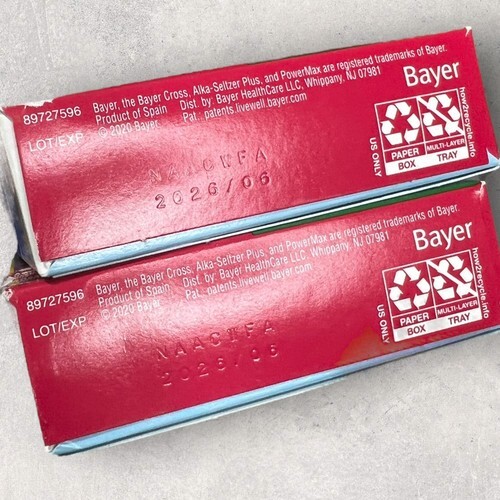 89727596
Bayer, the Bayer Cross, Alka-Seltzer Plus, and PowerMax are registered trademarks of Bayer.
Product of Spain Dist. by: Bayer HealthCare LLC, Whippany, NJ 07981
© 2020 Bayer Pat. patents.livewell.bayer.com
LOT/EXP
NAACTFA
2026/06
Bayer
how2recycle.info
PAPER
BOX
MULTI-LAYER
TRAY
US ONLY
89727596
Bayer, the Bayer Cross, Alka-Seltzer Plus, and PowerMax are registered trademarks of Bayer.
Product of Spain Dist. by: Bayer HealthCare LLC, Whippany, NJ 07981
© 2020 Bayer Pat. patents.livewell.bayer.com
LOT/EXP
NAACTFA
2026/06
Bayer
how2recycle.info
PAPER
BOX
MULTI-LAYER
TRAY
US ONLY